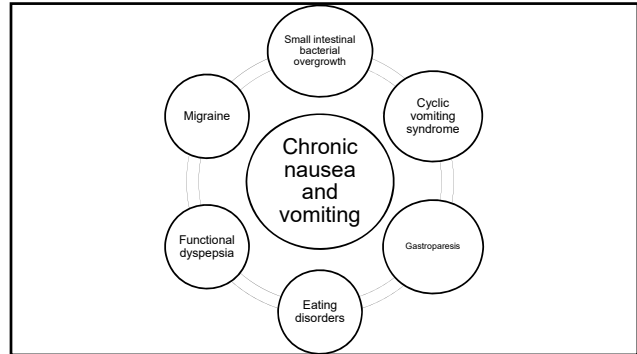 Small intestinal
bacterial
overgrowth
Cyclic
vomiting
syndrome
Migraine
Chronic
nausea
and
vomiting
Gastroparesis
Functional
dyspepsia
Eating
disorders